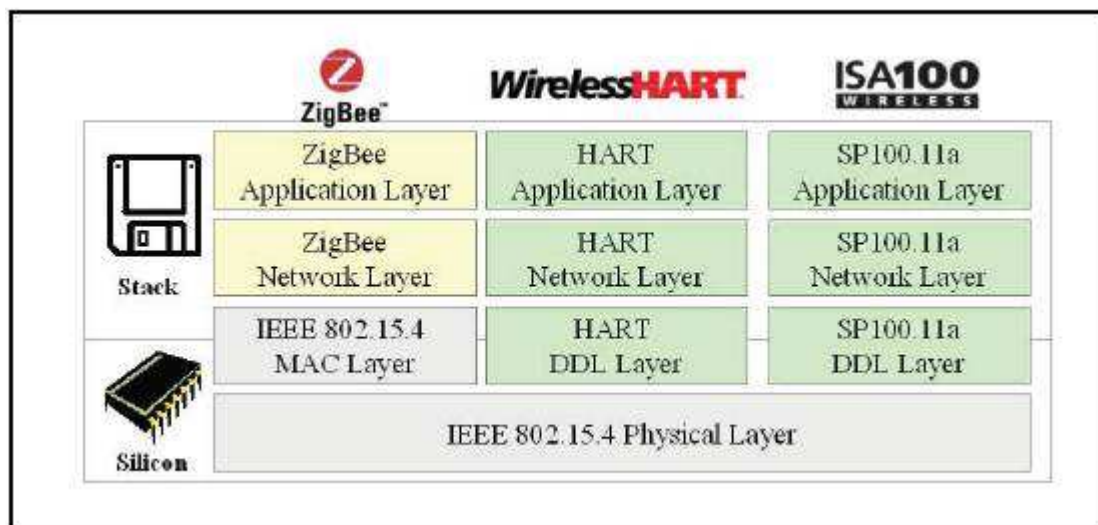 Z
ZigBee™
WirelessHART
ISA100
WIRELESS
ZigBee
Application Layer
HART
Application Layer
SP100.11a
Application Layer
Stack
ZigBee
Network Layer
HART
Network Layer
SP100.11a
Network Layer
IEEE 802.15.4
MAC Layer
HART
DDL Layer
SP100.11a
DDL Layer
Silicon
IEEE 802.15.4 Physical Layer